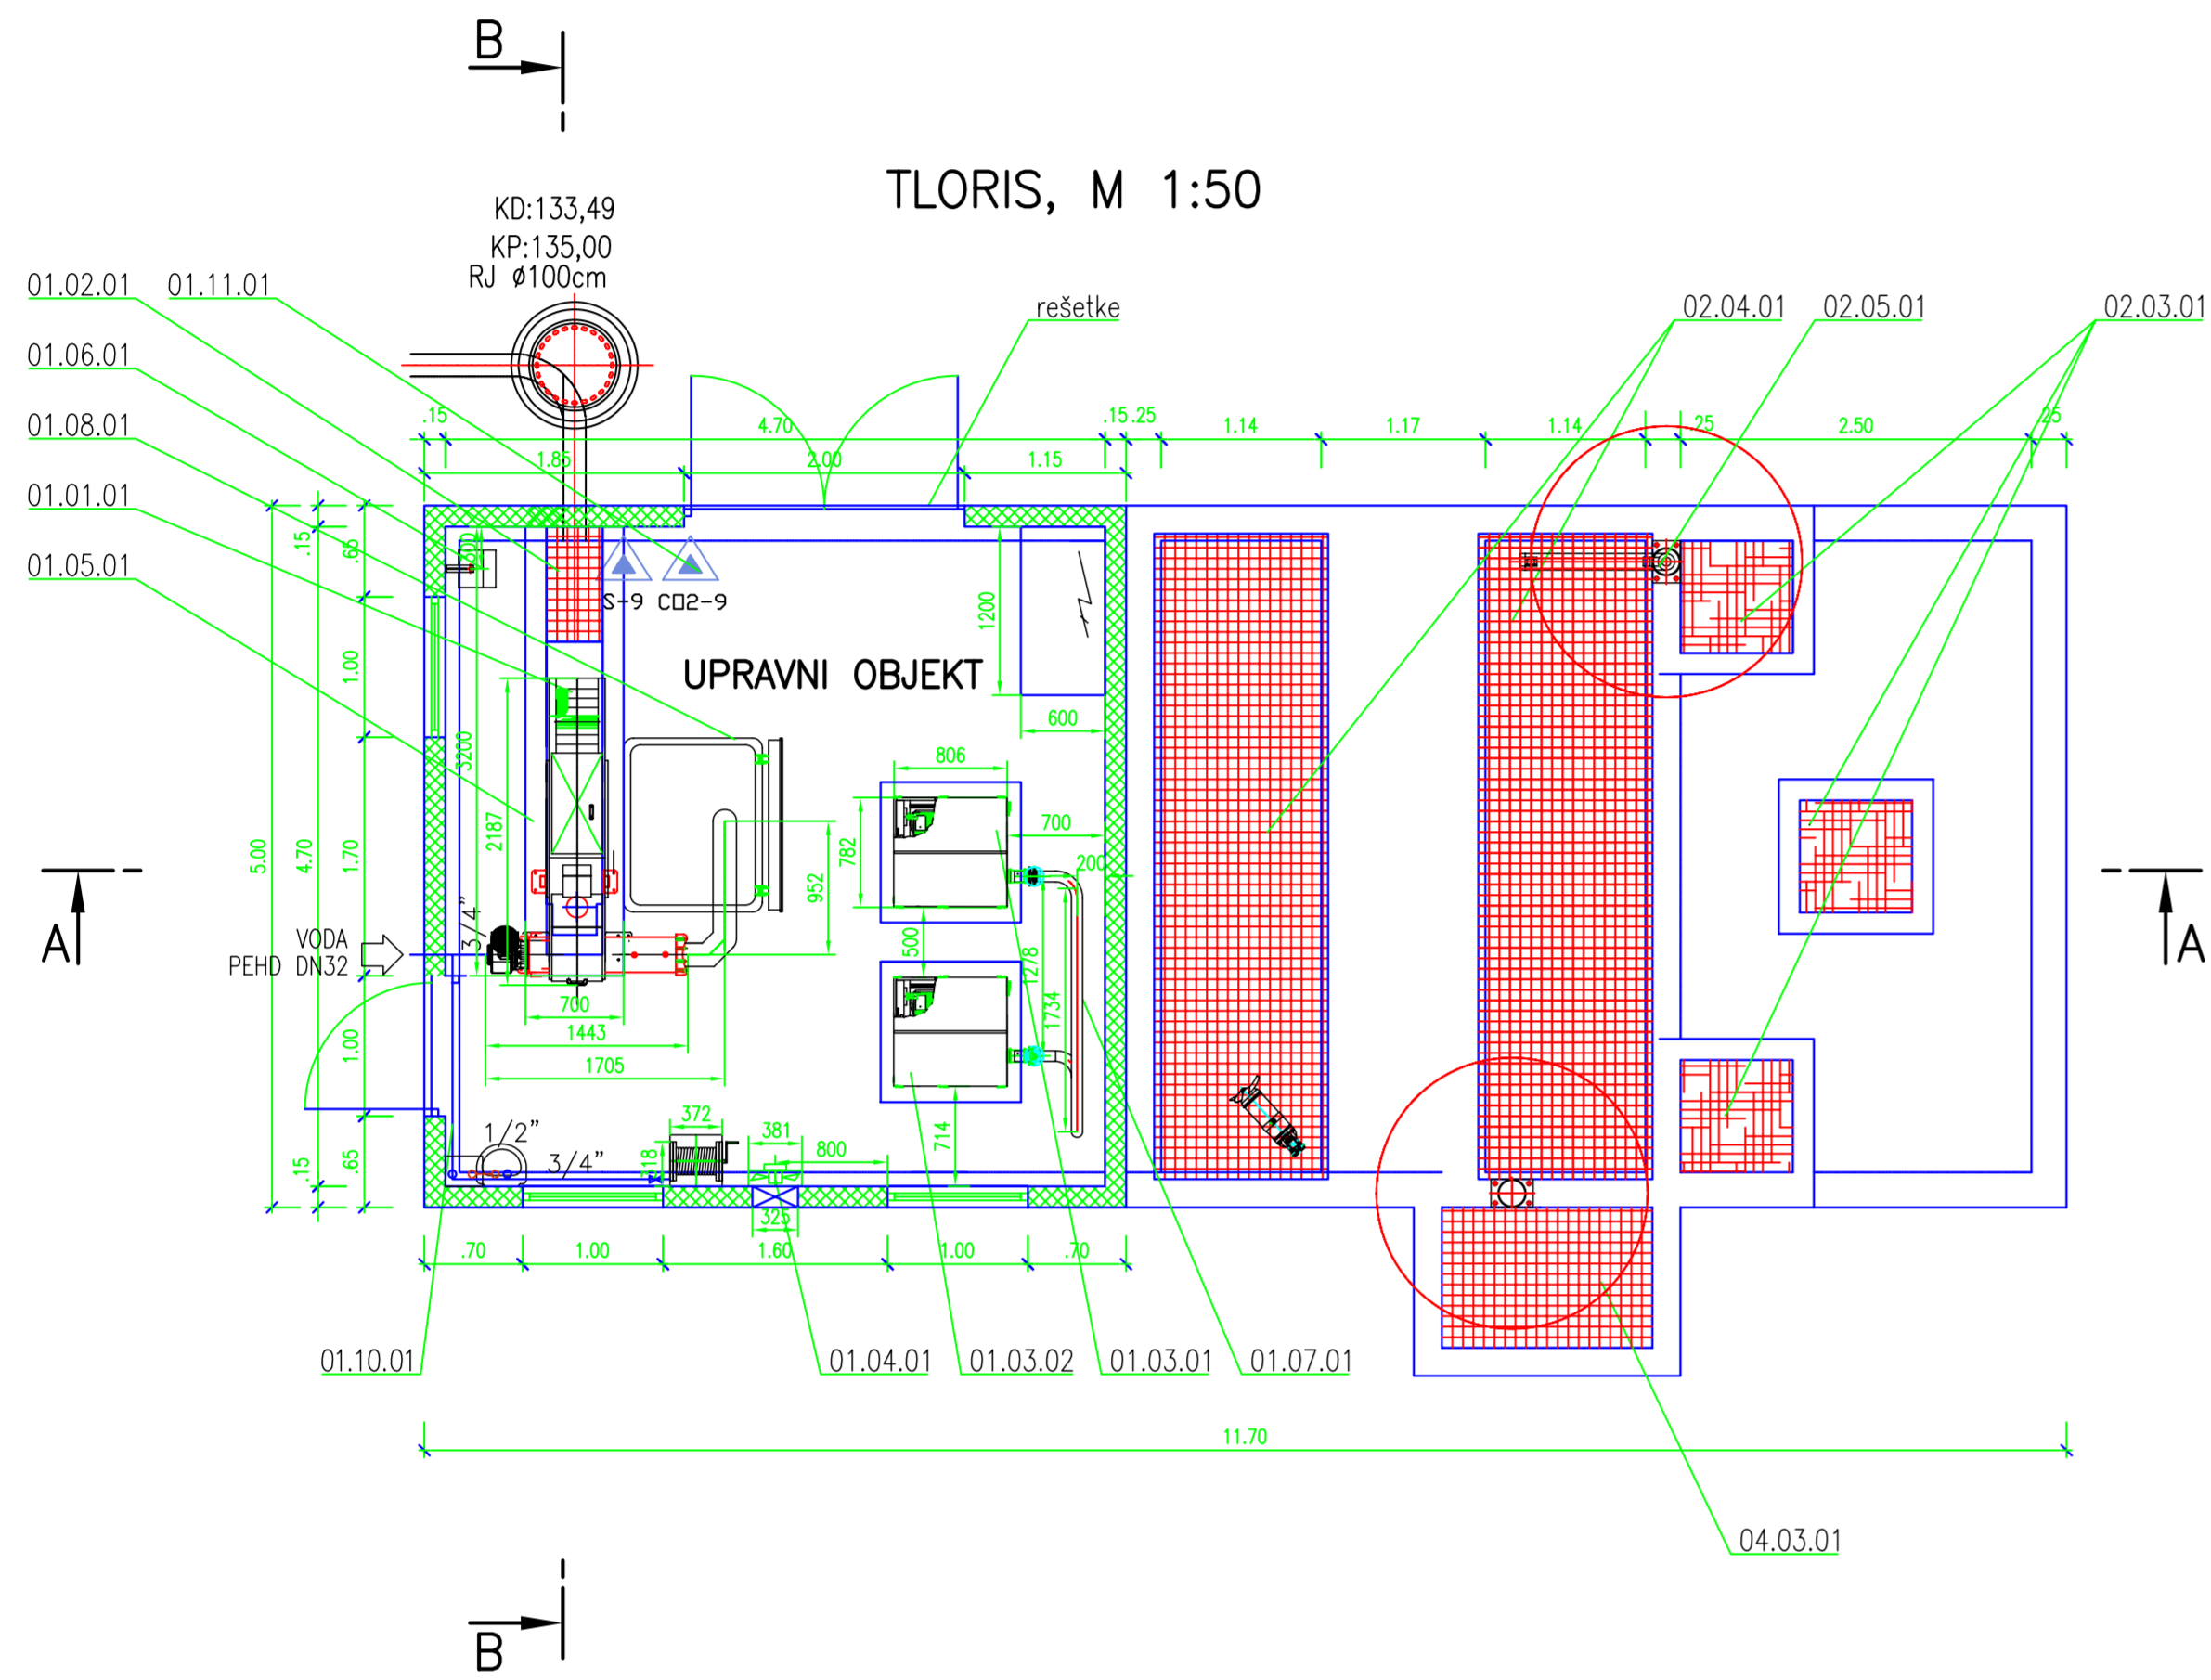 B
TLORIS, M 1:50
KD:133,49
KP:135,00
RJ ø100cm
01.02.01 01.11.01
rešetke
02.04.01 02.05.01 02.03.01
01.06.01
01.08.01
01.01.01
01.05.01
.15 4.70 .15 .25 1.14 1.17 1.14 .25 2.50 .25
1.85 2.00 1.15
.15 .65
600
S-9 CO2-9
1200
UPRAVNI OBJEKT
1.00
600
3200
806
2187
782
700
5.00 4.70 1.70
952
200
A
3/4"
VODA
PEHD DN32
500
1278
A
700
1734
1443
1.00
1705
1/2"
372
381
714
3/4"
318
800
.15 .65
325
.70 1.00 1.60 1.00 .70
01.10.01 01.04.01 01.03.02 01.03.01 01.07.01
11.70
04.03.01
B